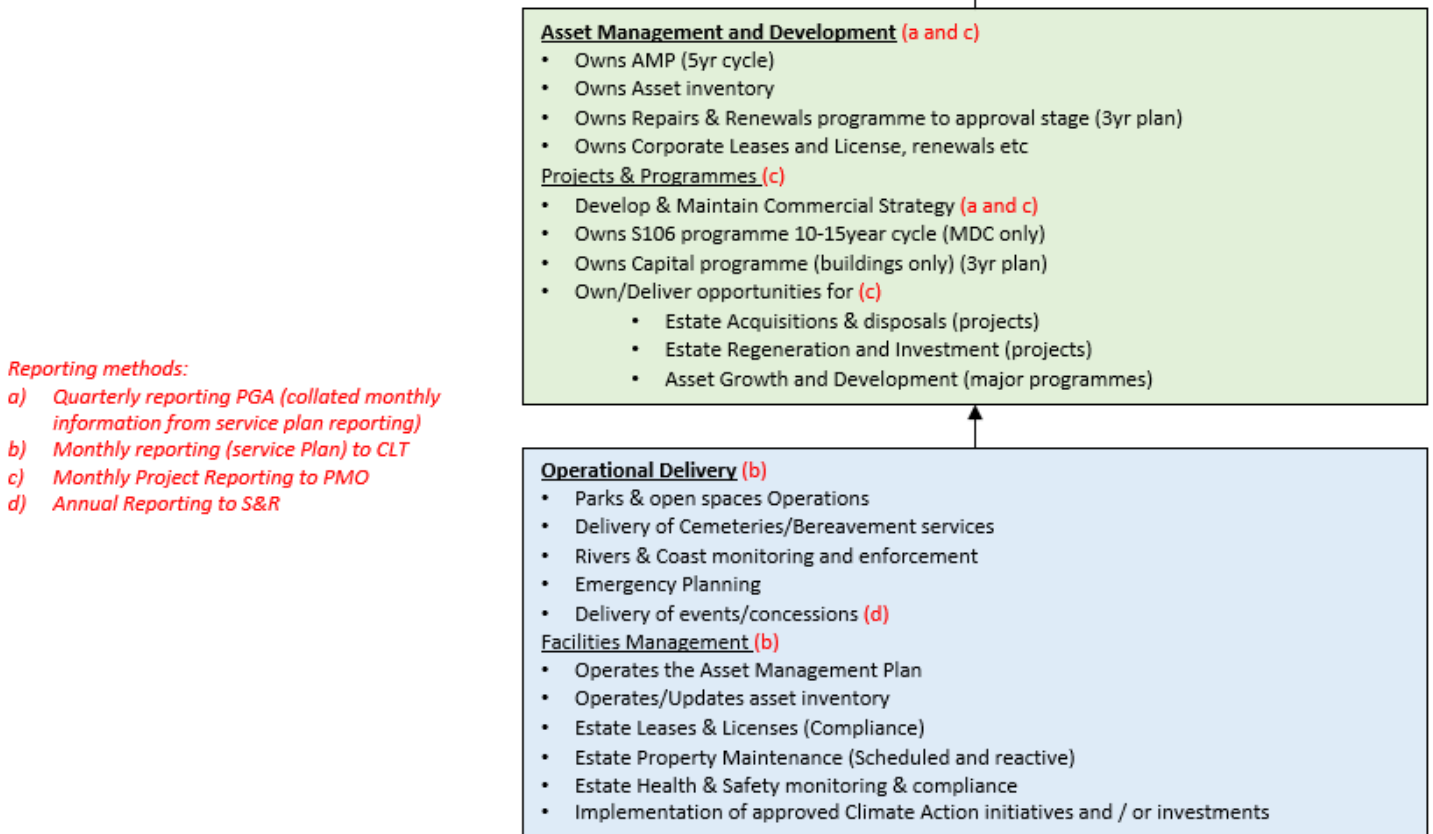 Asset Management and Development (a and c)
• Owns AMP (5yr cycle)
• Owns Asset inventory
• Owns Repairs & Renewals programme to approval stage (3yr plan)
• Owns Corporate Leases and License, renewals etc
Projects & Programmes (c)
• Develop & Maintain Commercial Strategy (a and c)
• Owns S106 programme 10-15year cycle (MDC only)
• Owns Capital programme (buildings only) (3yr plan)
• Own/Deliver opportunities for (c)
• Estate Acquisitions & disposals (projects)
• Estate Regeneration and Investment (projects)
• Asset Growth and Development (major programmes)
Reporting methods:
a) Quarterly reporting PGA (collated monthly
information from service plan reporting)
b) Monthly reporting (service Plan) to CLT
c) Monthly Project Reporting to PMO
d) Annual Reporting to S&R
Operational Delivery (b)
• Parks & open spaces Operations
• Delivery of Cemeteries/Bereavement services
• Rivers & Coast monitoring and enforcement
• Emergency Planning
• Delivery of events/concessions (d)
Facilities Management (b)
• Operates the Asset Management Plan
• Operates/Updates asset inventory
• Estate Leases & Licenses (Compliance)
• Estate Property Maintenance (Scheduled and reactive)
• Estate Health & Safety monitoring & compliance
• Implementation of approved Climate Action initiatives and / or investments